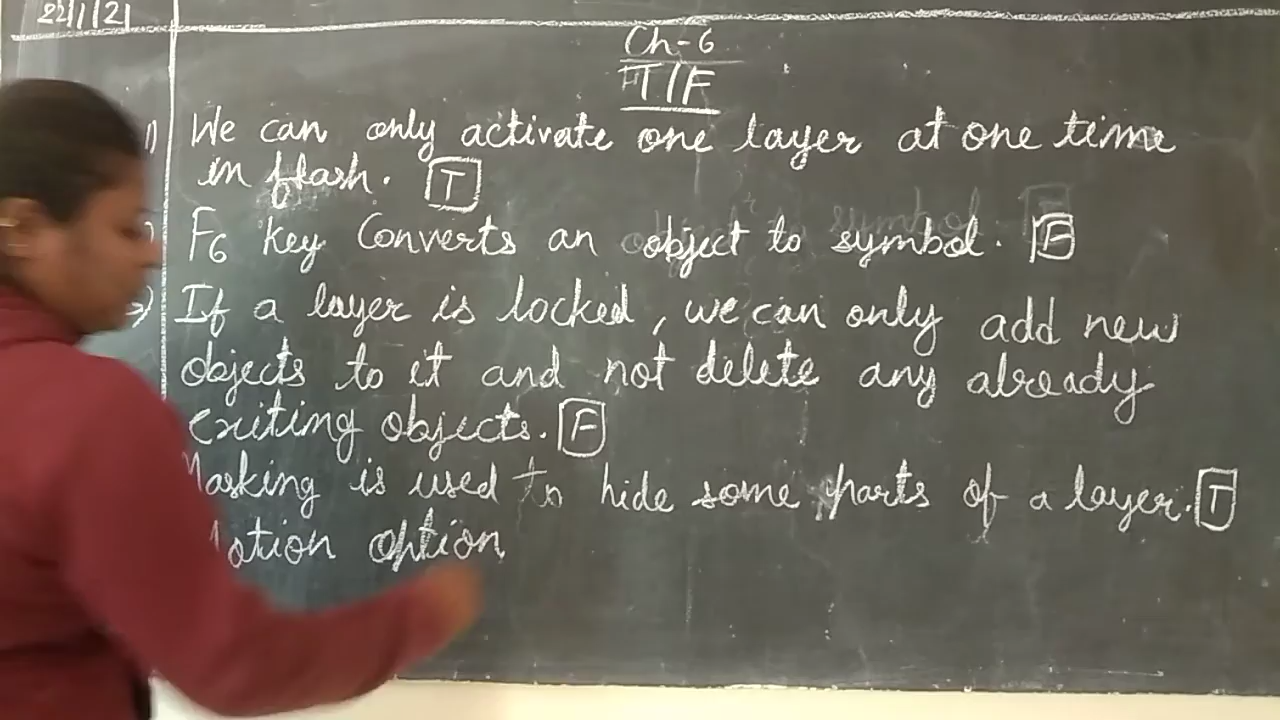 22/1/21
Ch-6
T/F
1) We can only activate one layer at one time
in flash. T
) F6 key Converts an object to symbol. F
) If a layer is locked, we can only add new
objects to it and not delete any already
exiting objects. F
Masking is used to hide some parts of a layer. T
Motion option